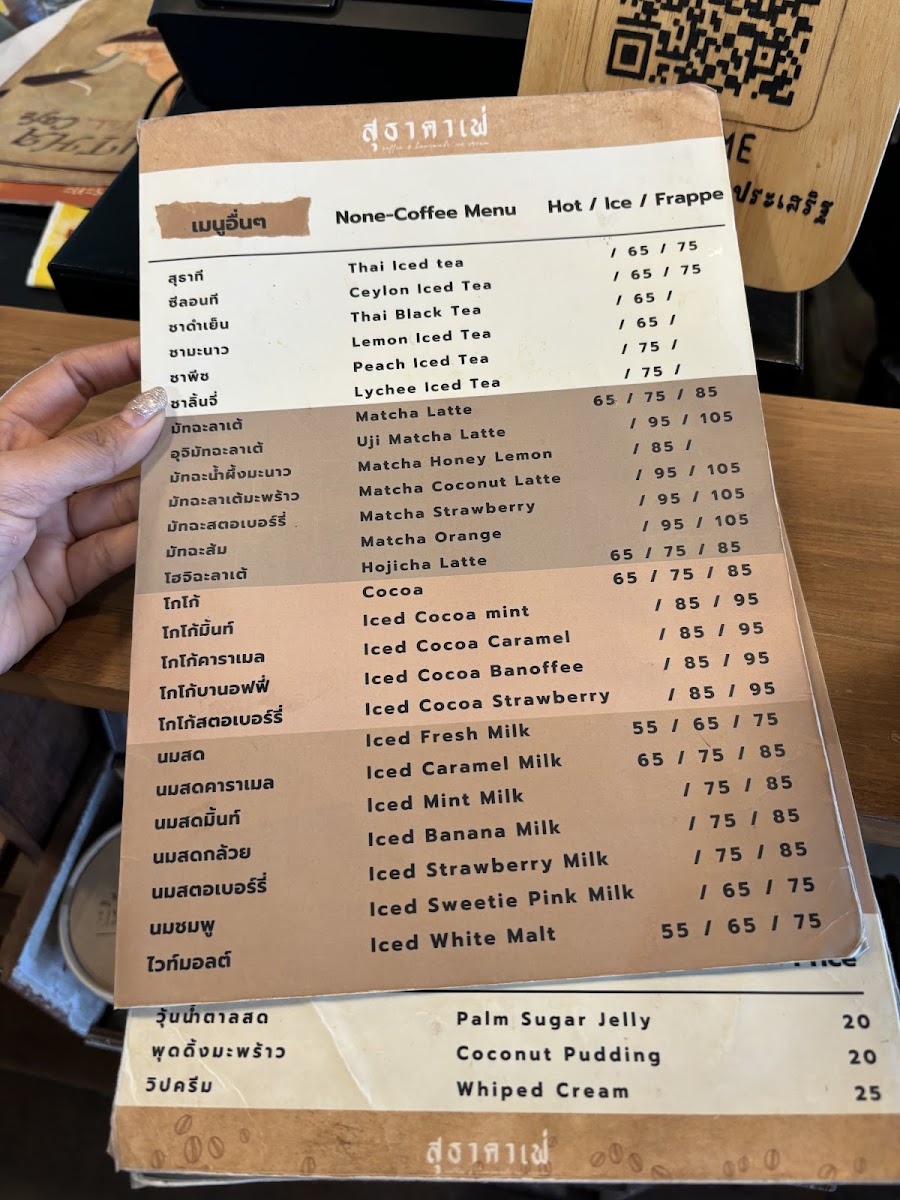 ME
ประเสริฐ
สุธาคาเฟ่
เมนูอื่นๆ None-Coffee Menu Hot / Ice / Frappe
สุธาที Thai Iced tea / 65 / 75
ซีลอนที Ceylon Iced Tea / 65 / 75
ชาดำเย็น Thai Black Tea / 65 /
ชามะนาว Lemon Iced Tea / 65 /
ชาพีช Peach Iced Tea / 75 /
ชาลิ้นจี่ Lychee Iced Tea / 75 /
มัทฉะลาเต้ Matcha Latte 65 / 75 / 85
อุจิมัทฉะลาเต้ Uji Matcha Latte / 95 / 105
มัทฉะน้ำผึ้งมะนาว Matcha Honey Lemon / 85 /
มัทฉะลาเต้มะพร้าว Matcha Coconut Latte / 95 / 105
มัทฉะสตอเบอร์รี่ Matcha Strawberry / 95 / 105
มัทฉะส้ม Matcha Orange / 95 / 105
โฮจิฉะลาเต้ Hojicha Latte 65 / 75 / 85
โกโก้ Cocoa 65 / 75 / 85
โกโก้มิ้นท์ Iced Cocoa mint / 85 / 95
โกโก้คาราเมล Iced Cocoa Caramel / 85 / 95
โกโก้บานอฟฟี่ Iced Cocoa Banoffee / 85 / 95
โกโก้สตอเบอร์รี่ Iced Cocoa Strawberry / 85 / 95
นมสด Iced Fresh Milk 55 / 65 / 75
นมสดคาราเมล Iced Caramel Milk 65 / 75 / 85
นมสดมิ้นท์ Iced Mint Milk / 75 / 85
นมสดกล้วย Iced Banana Milk / 75 / 85
นมสตอเบอร์รี่ Iced Strawberry Milk / 75 / 85
นมชมพู Iced Sweetie Pink Milk / 65 / 75
ไวท์มอลต์ Iced White Malt 55 / 65 / 75
Price
วุ้นน้ำตาลสด Palm Sugar Jelly 20
พุดดิ้งมะพร้าว Coconut Pudding 20
วิปครีม Whiped Cream 25
สุธาคาเฟ่